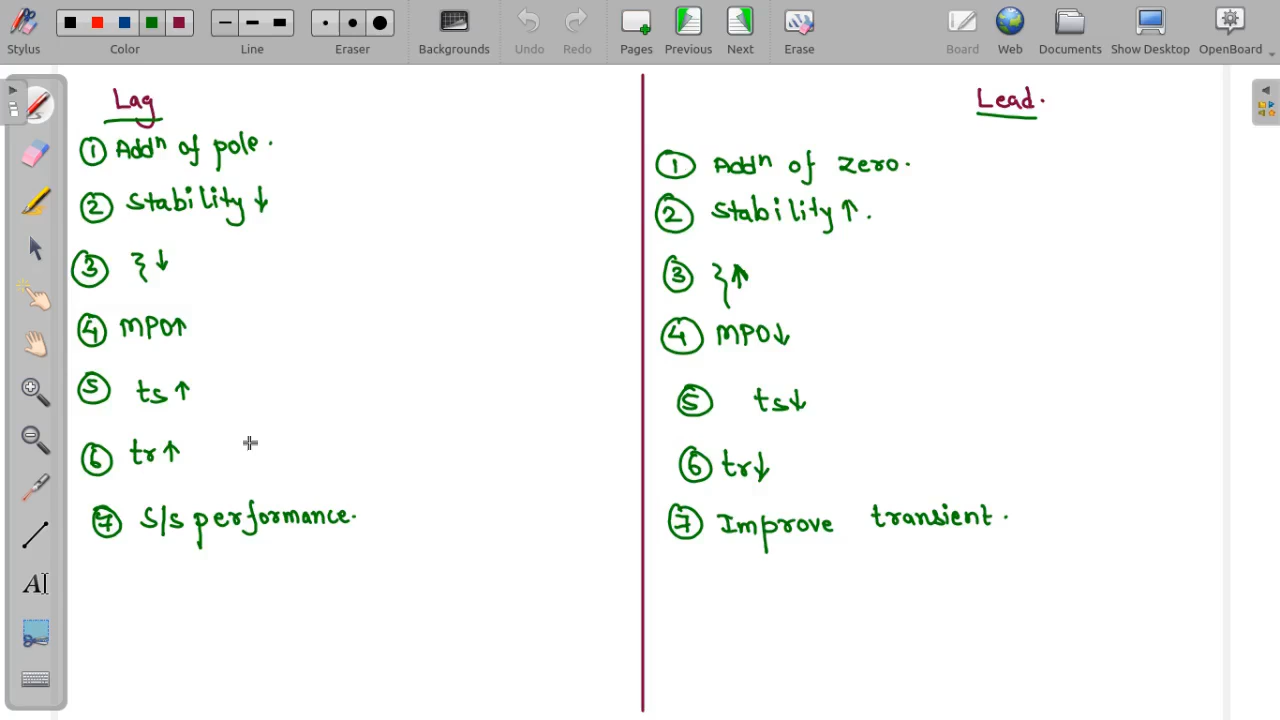 Stylus
Color
Line
Eraser
Backgrounds
Undo
Redo
Pages
Previous
Next
Erase
Board
Web
Documents
Show Desktop
OpenBoard
Lag
① Addⁿ of pole.
② Stability ↓
③ ξ ↓
④ MPO↑
⑤ ts ↑
⑥ tr ↑
⑦ S/s performance.
Lead.
① Addⁿ of zero.
② Stability ↑.
③ ξ ↑
④ MPO↓
⑤ ts↓
⑥ tr↓
⑦ Improve transient.